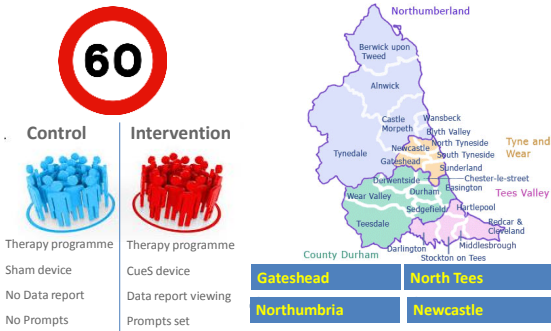 60
Control
Intervention
Therapy programme
Sham device
No Data report
No Prompts
Therapy programme
CueS device
Data report viewing
Prompts set
Northumberland
Berwick upon
Tweed
Alnwick
Castle
Morpeth
Wansbeck
Blyth Valley
Tynedale
Newcastle
North Tyneside
Gateshead
South Tyneside
Sunderland
Tyne and
Wear
Chester-le-street
Derwentside
Durham
Easington
Wear Valley
Sedgefield
Hartlepool
Tees Valley
Teesdale
Redcar &
Cleveland
Middlesbrough
Darlington
Stockton on Tees
County Durham
Gateshead
North Tees
Northumbria
Newcastle